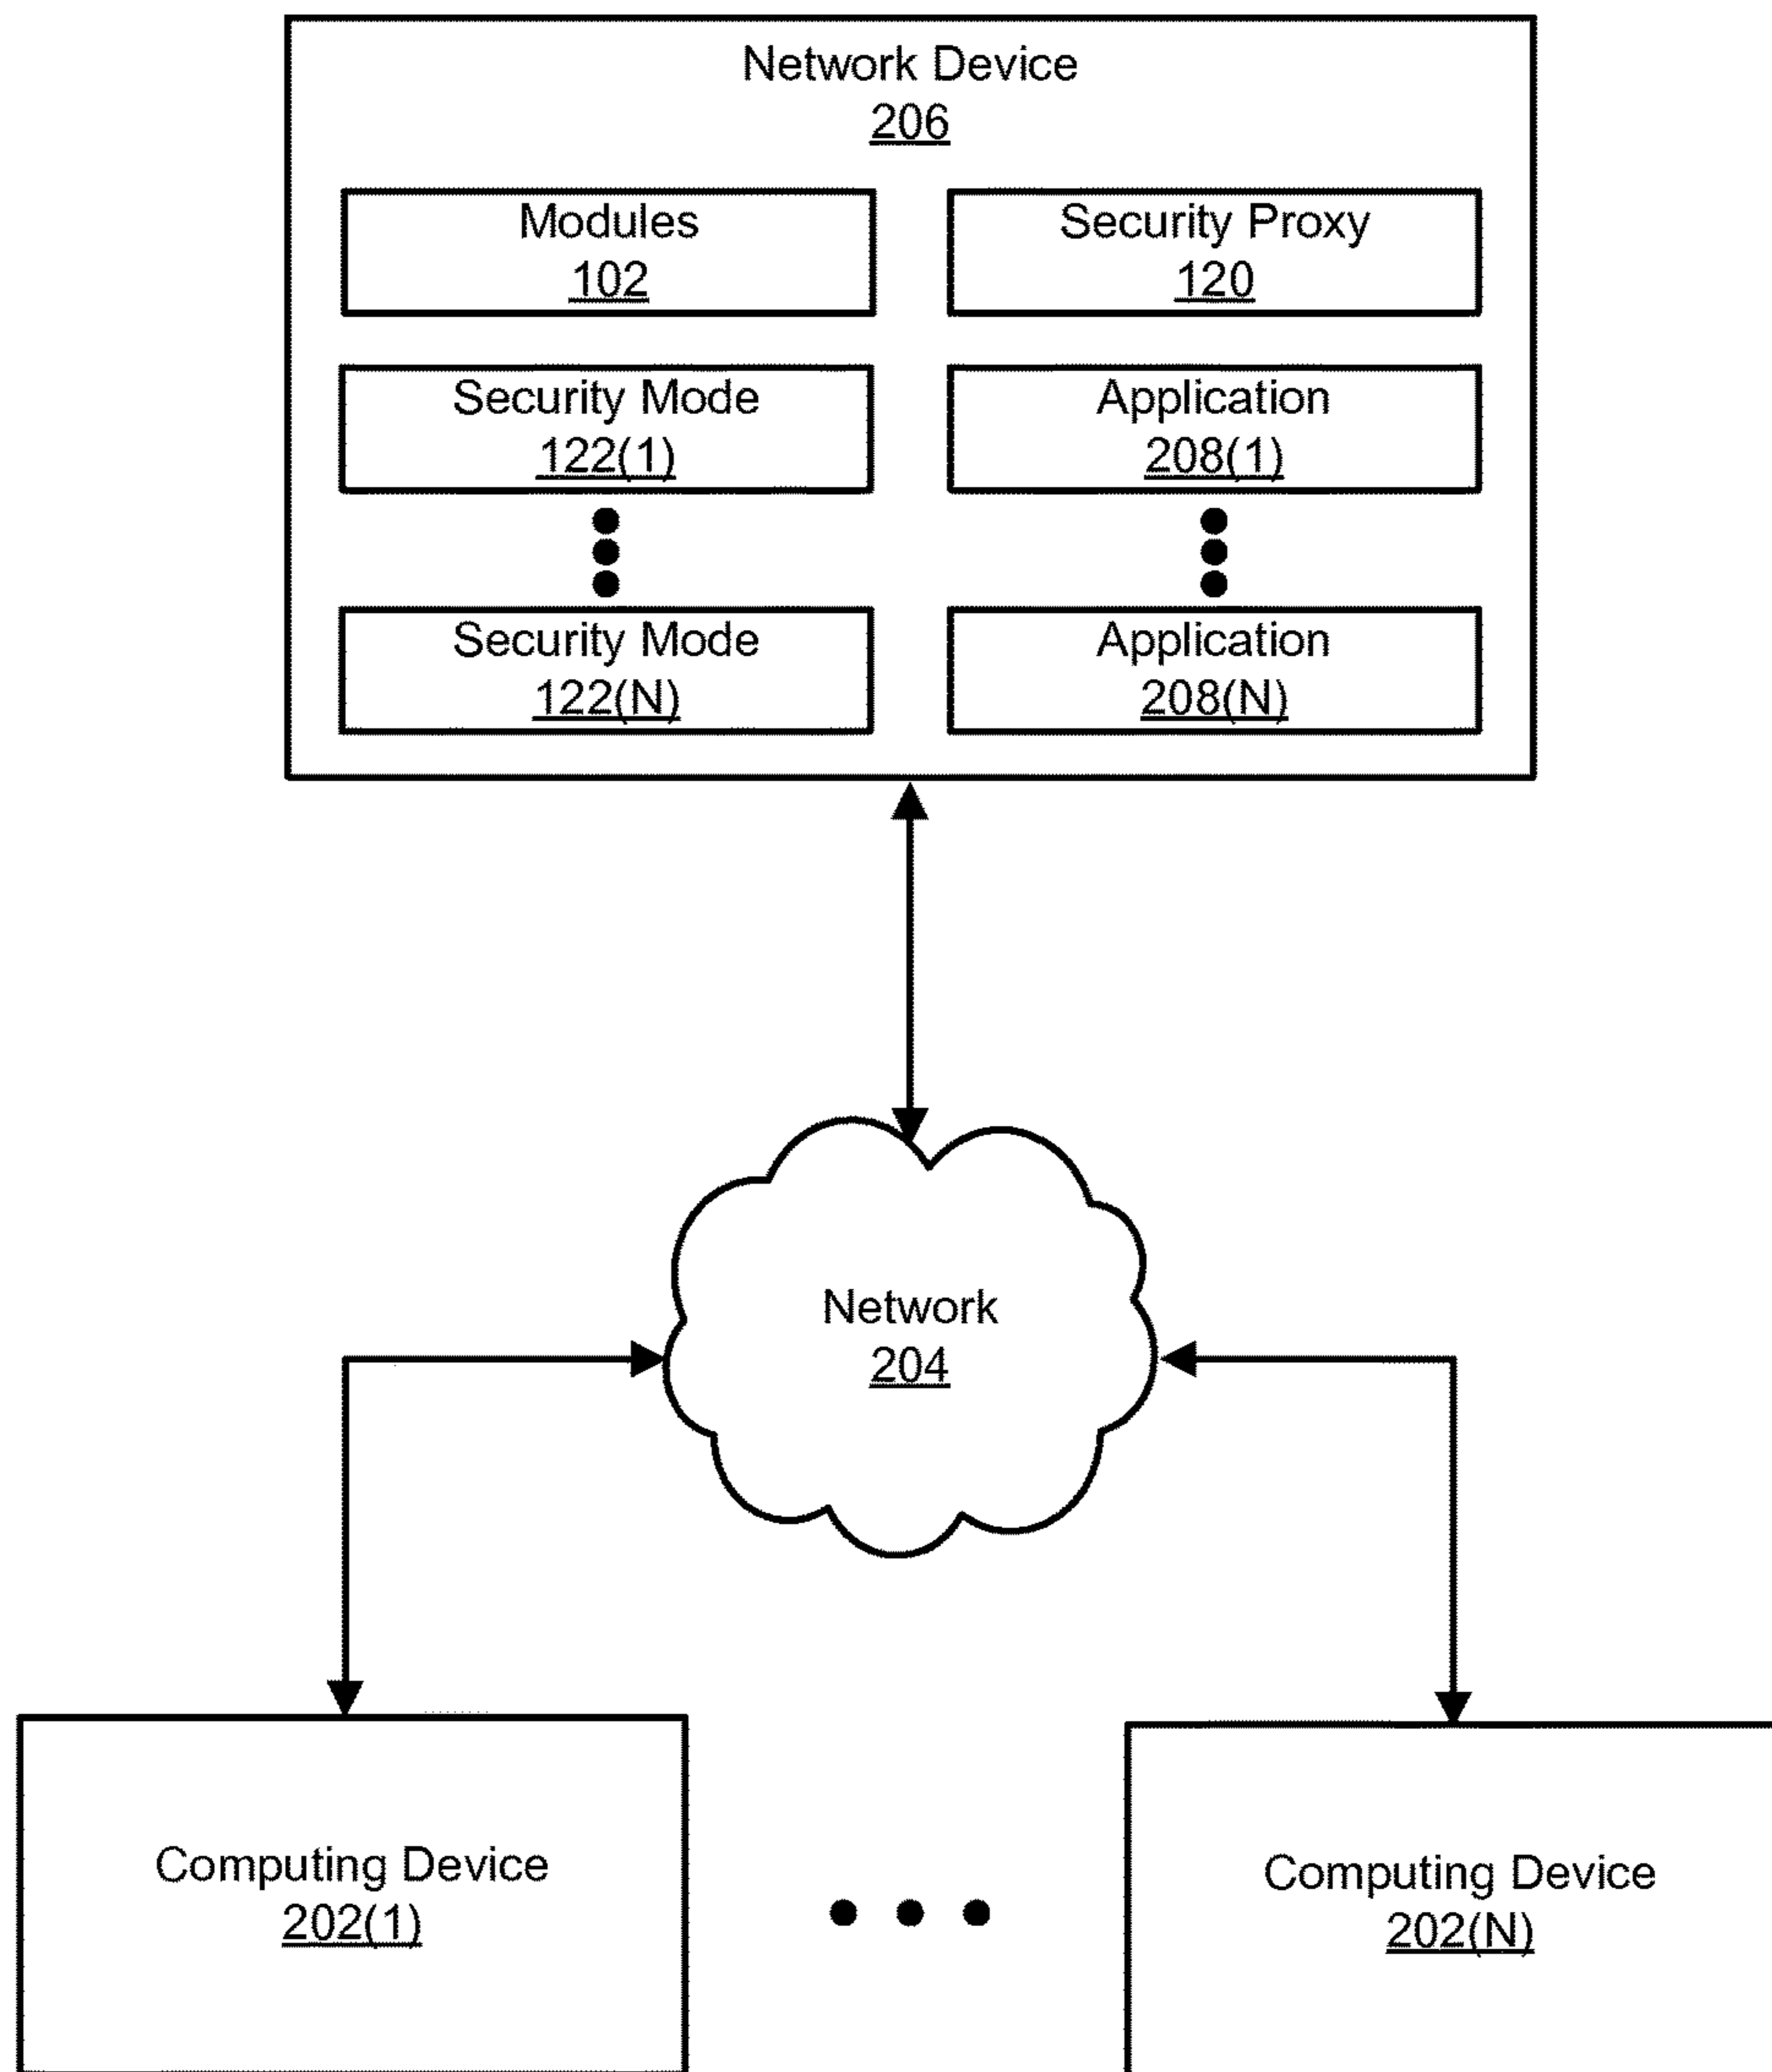 Network Device
206
Modules
102
Security Proxy
120
Security Mode
122(1)
Application
208(1)
Security Mode
122(N)
Application
208(N)
Network
204
Computing Device
202(1)
Computing Device
202(N)